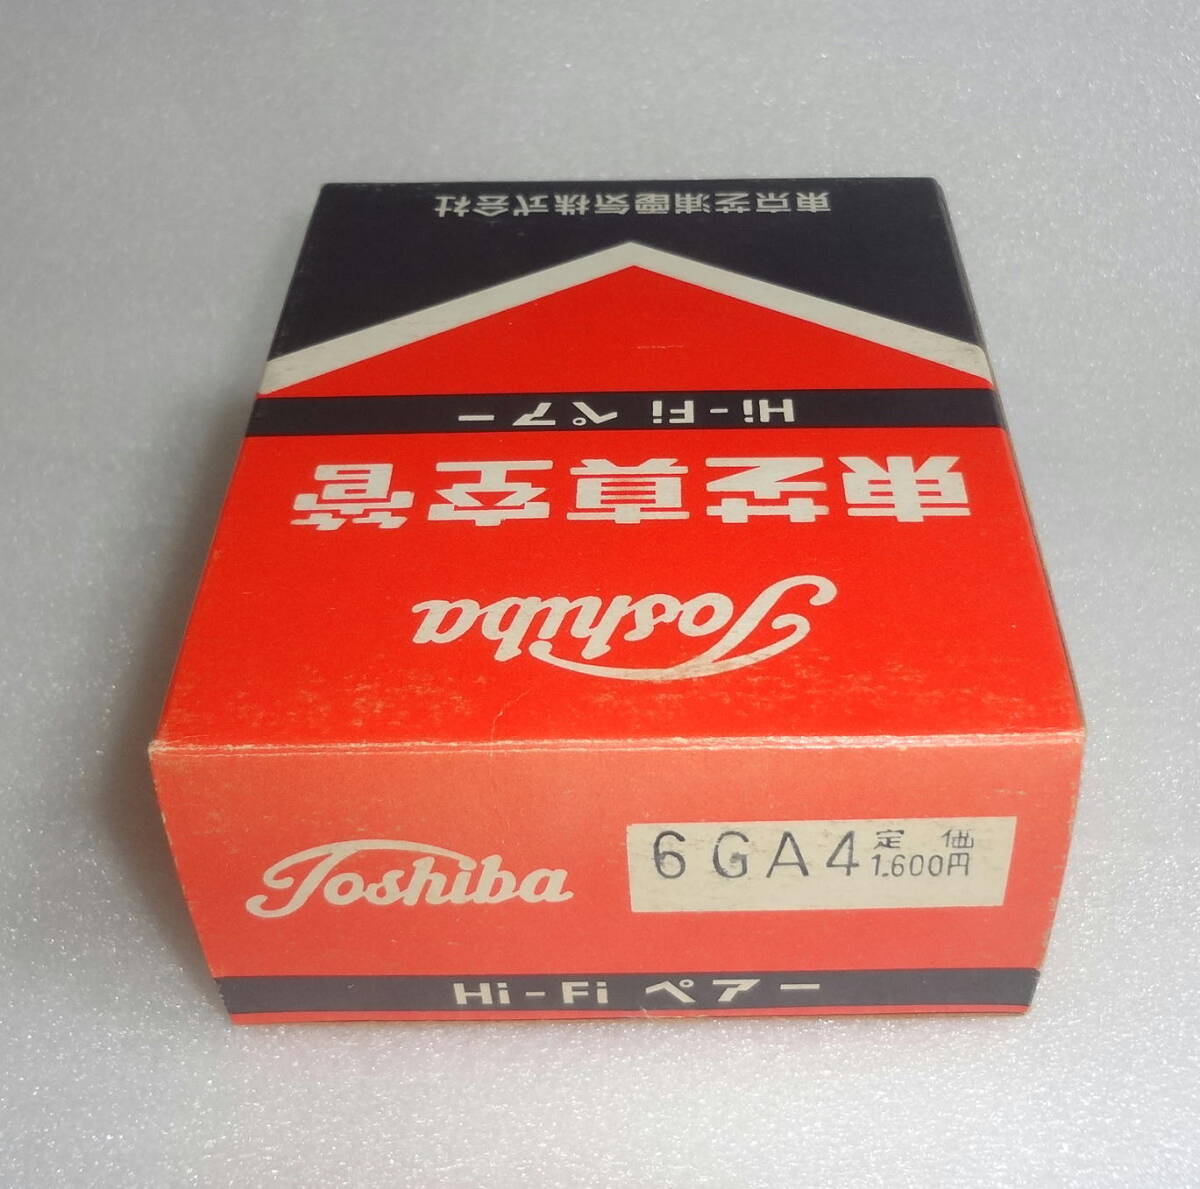 Toshiba
東芝真空管
Hi-Fi ペアー
東京芝浦電気株式会社
Toshiba
6GA4 定価
1.600円
Hi-Fi ペアー